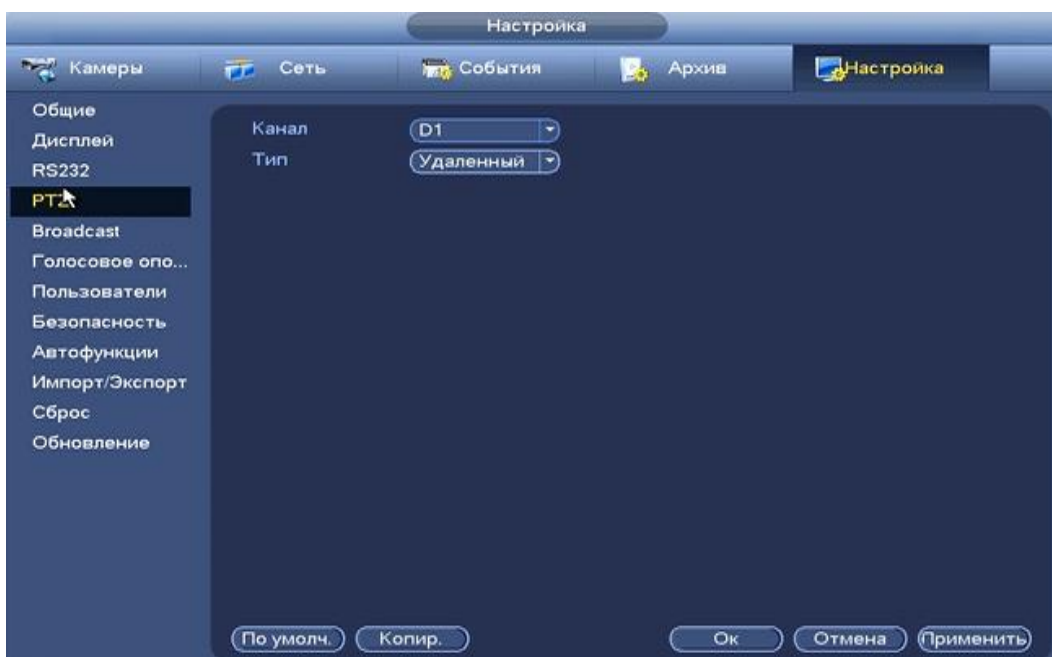 Настройка
Камеры Сеть События Архив Настройка
Общие
Дисплей
RS232
PTZ
Broadcast
Голосовое опо...
Пользователи
Безопасность
Автофункции
Импорт/Экспорт
Сброс
Обновление
Канал D1
Тип Удаленный
По умолч. Копир. Ок Отмена Применить